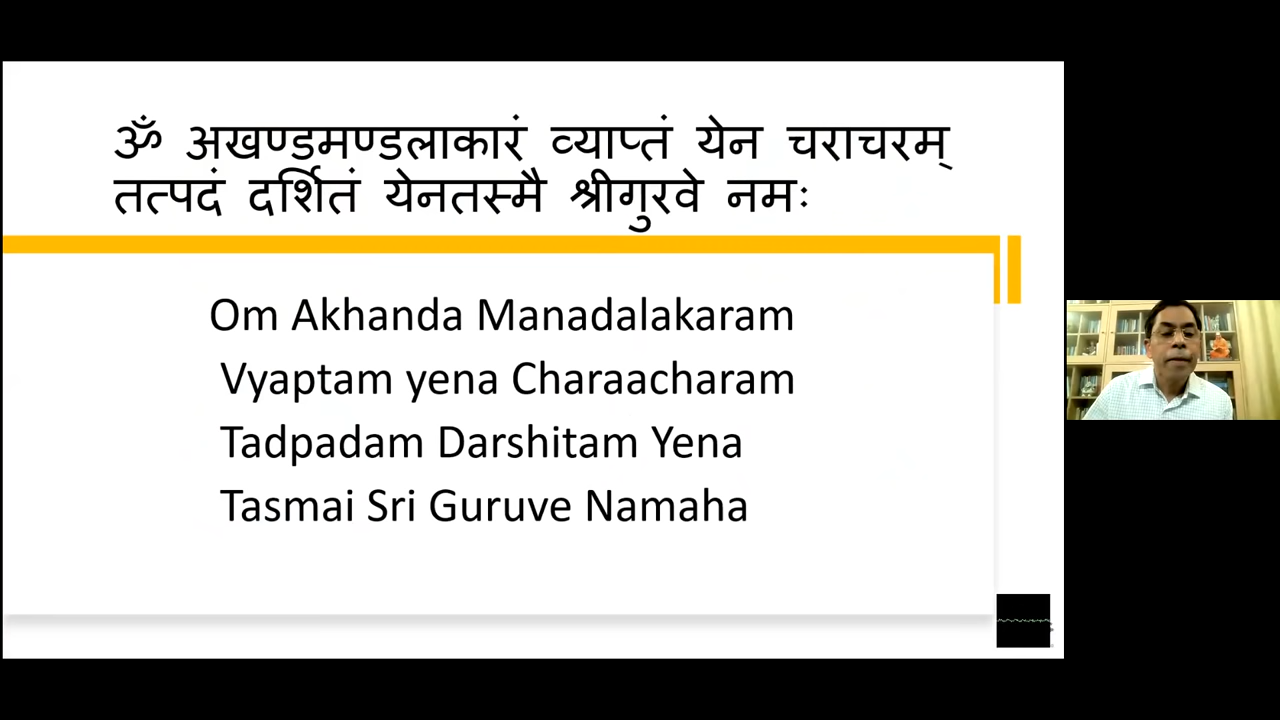 ॐ अखण्डमण्डलाकारं व्याप्तं येन चराचरम्
तत्पदं दर्शितं येनतस्मै श्रीगुरवे नमः
Om Akhanda Manadalakaram
Vyaptam yena Charaacharam
Tadpadam Darshitam Yena
Tasmai Sri Guruve Namaha